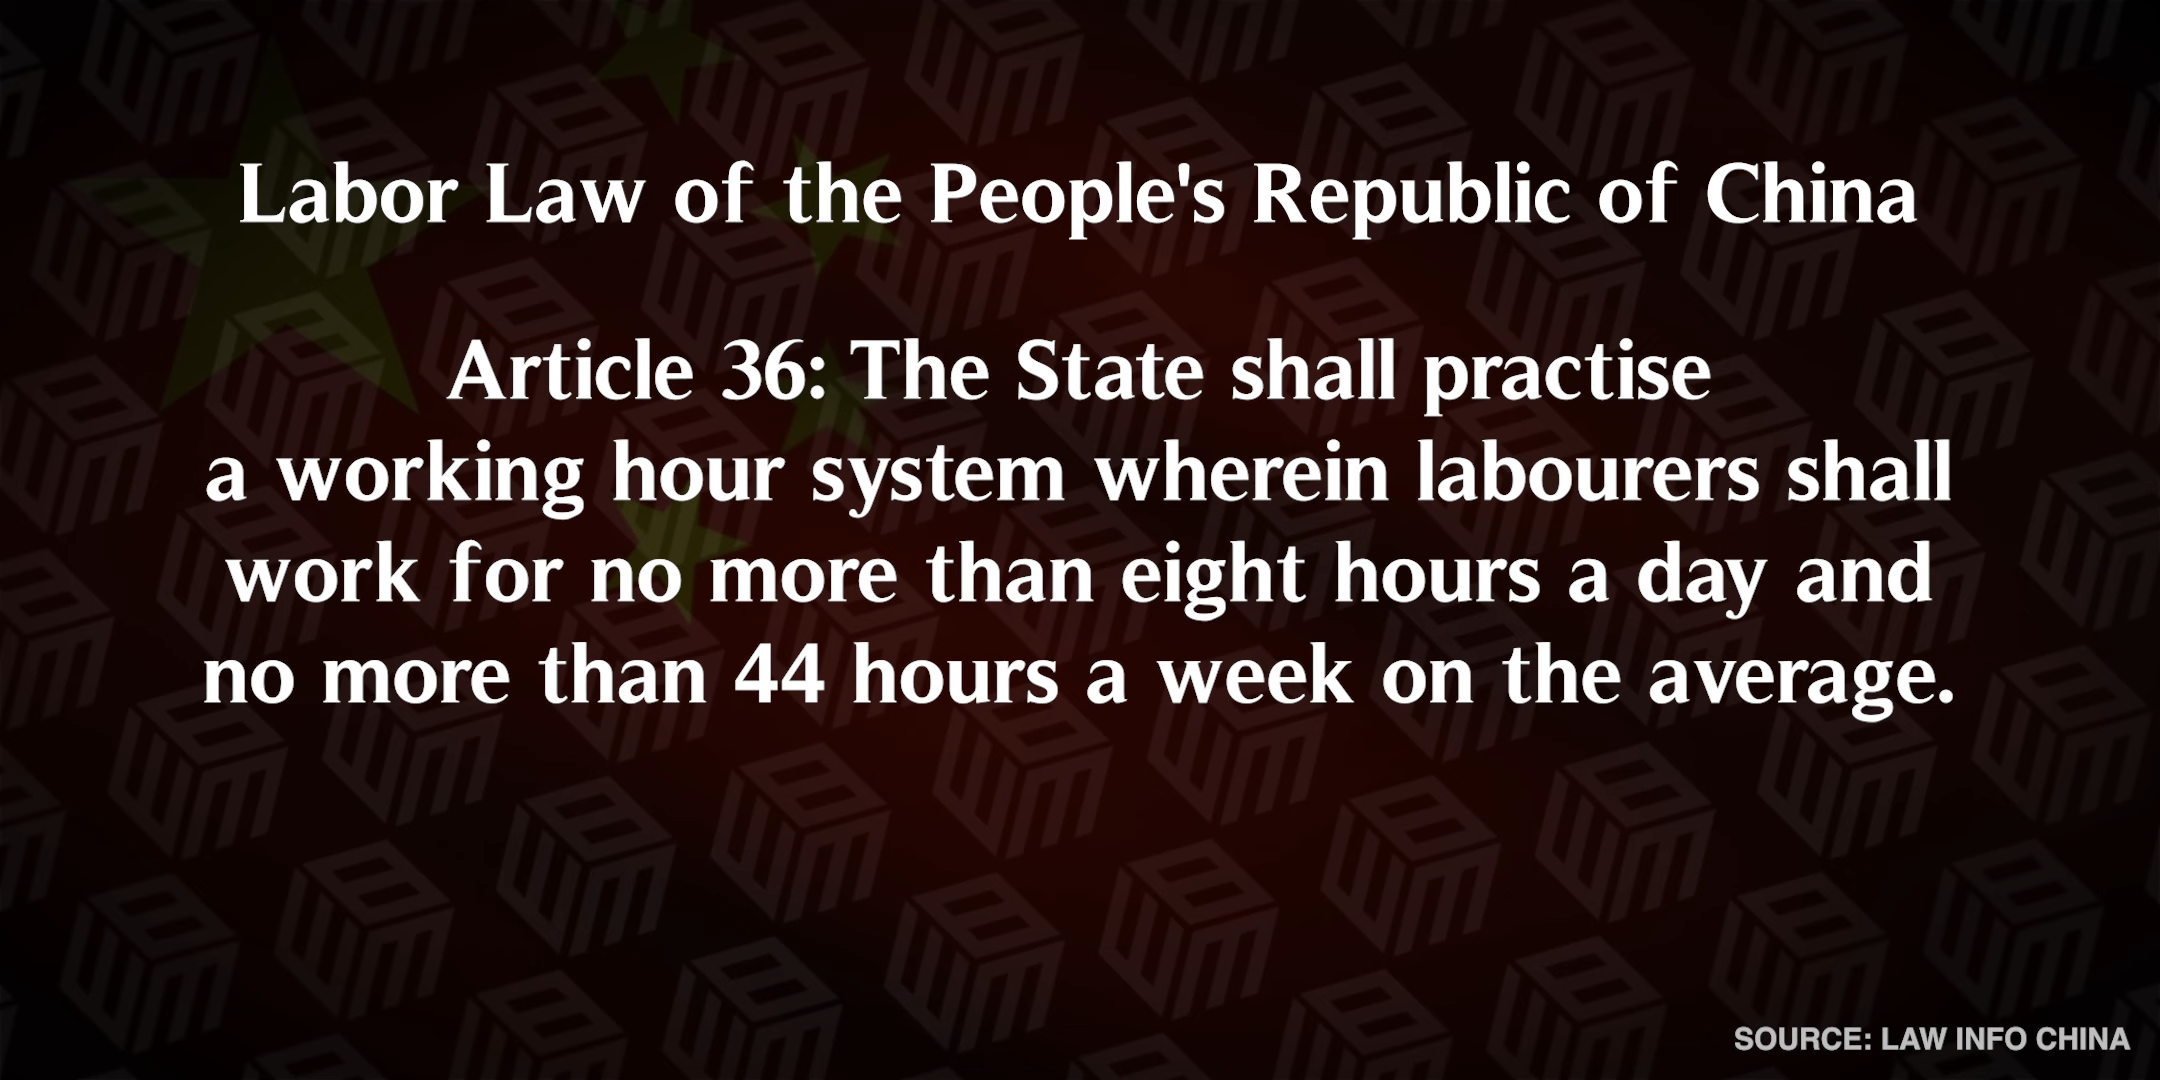 Labor Law of the People's Republic of China
Article 36: The State shall practise
a working hour system wherein labourers shall
work for no more than eight hours a day and
no more than 44 hours a week on the average.
SOURCE: LAW INFO CHINA